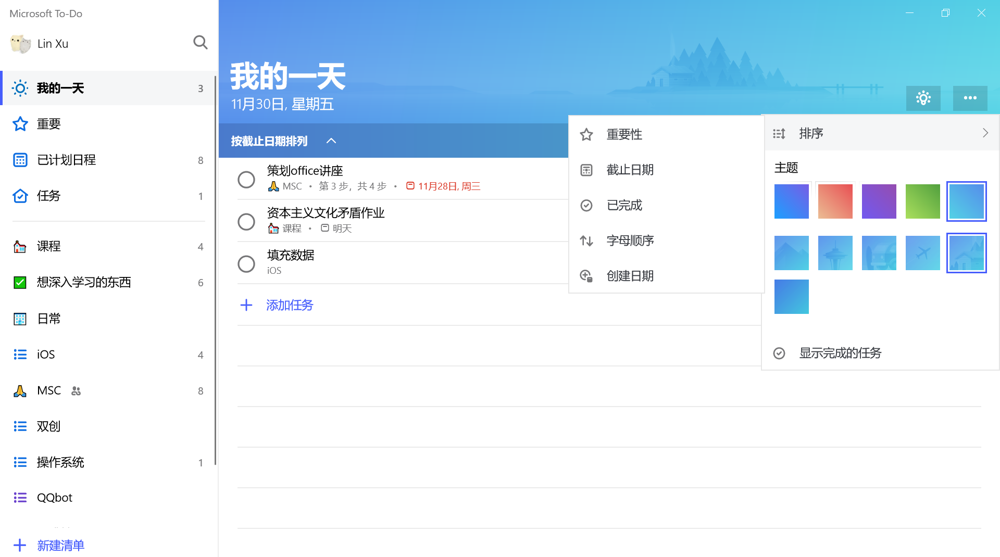 Microsoft To-Do
Lin Xu
我的一天 3
重要
已计划日程 8
任务 1
课程 4
想深入学习的东西 6
日常
iOS 4
MSC 8
双创
操作系统 1
QQbot
新建清单
我的一天
11月30日, 星期五
按截止日期排列
策划office讲座
MSC • 第 3 步，共 4 步 • 11月28日, 周三
资本主义文化矛盾作业
课程 • 明天
填充数据
iOS
添加任务
重要性
截止日期
已完成
字母顺序
创建日期
排序
主题
显示完成的任务